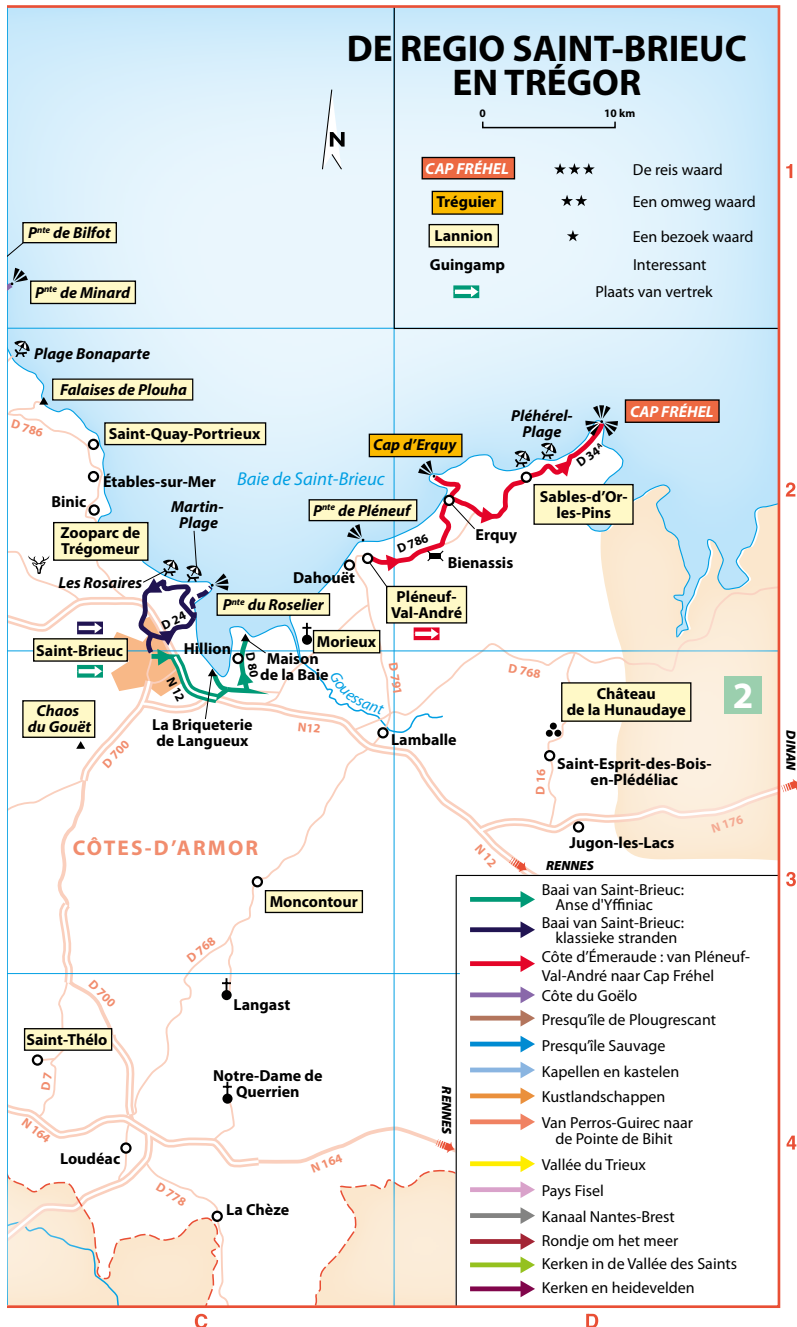 DE REGIO SAINT-BRIEUC
EN TRÉGOR
0 10 km
N
CAP FRÉHEL ★★★ De reis waard
Tréguier ★★ Een omweg waard
Lannion ★ Een bezoek waard
Guingamp Interessant
Plaats van vertrek
1
Pnte de Bilfot
Pnte de Minard
Plage Bonaparte
Falaises de Plouha
D 786
Saint-Quay-Portrieux
Étables-sur-Mer
Binic
Martin-
Plage
Baie de Saint-Brieuc
Zooparc de
Trégomeur
Les Rosaires
D 24
Pnte du Roselier
Pnte de Pléneuf
Dahouët
Cap d'Erquy
Pléhérel-
Plage
CAP FRÉHEL
D 34A
Sables-d'Or-
les-Pins
Erquy
D 786
Bienassis
Pléneuf-
Val-André
2
Saint-Brieuc
Hillion
D 80
Maison
de la Baie
Morieux
Gouessant
D 791
D 768
N 12
La Briqueterie
de Langueux
Chaos
du Gouët
D 700
N12
Lamballe
Château
de la Hunaudaye
2
Saint-Esprit-des-Bois-
en-Plédéliac
D 16
DINAN
N 176
Jugon-les-Lacs
N 12
RENNES
CÔTES-D'ARMOR
3
Moncontour
D 768
D 700
Langast
Saint-Thélo
D 7
Notre-Dame de
Querrien
N 164
RENNES
Loudéac
N 164
D 778
La Chèze
4
Baai van Saint-Brieuc:
Anse d'Yffiniac
Baai van Saint-Brieuc:
klassieke stranden
Côte d'Émeraude : van Pléneuf-
Val-André naar Cap Fréhel
Côte du Goëlo
Presqu'île de Plougrescant
Presqu'île Sauvage
Kapellen en kastelen
Kustlandschappen
Van Perros-Guirec naar
de Pointe de Bihit
Vallée du Trieux
Pays Fisel
Kanaal Nantes-Brest
Rondje om het meer
Kerken in de Vallée des Saints
Kerken en heidevelden
C D